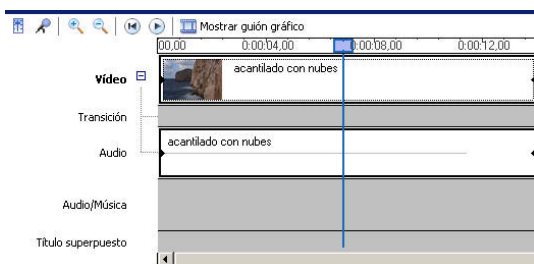 Mostrar guión gráfico
00,00 0:00:04,00 0:00:08,00 0:00:12,00
Vídeo
acantilado con nubes
Transición
Audio
acantilado con nubes
Audio/Música
Título superpuesto